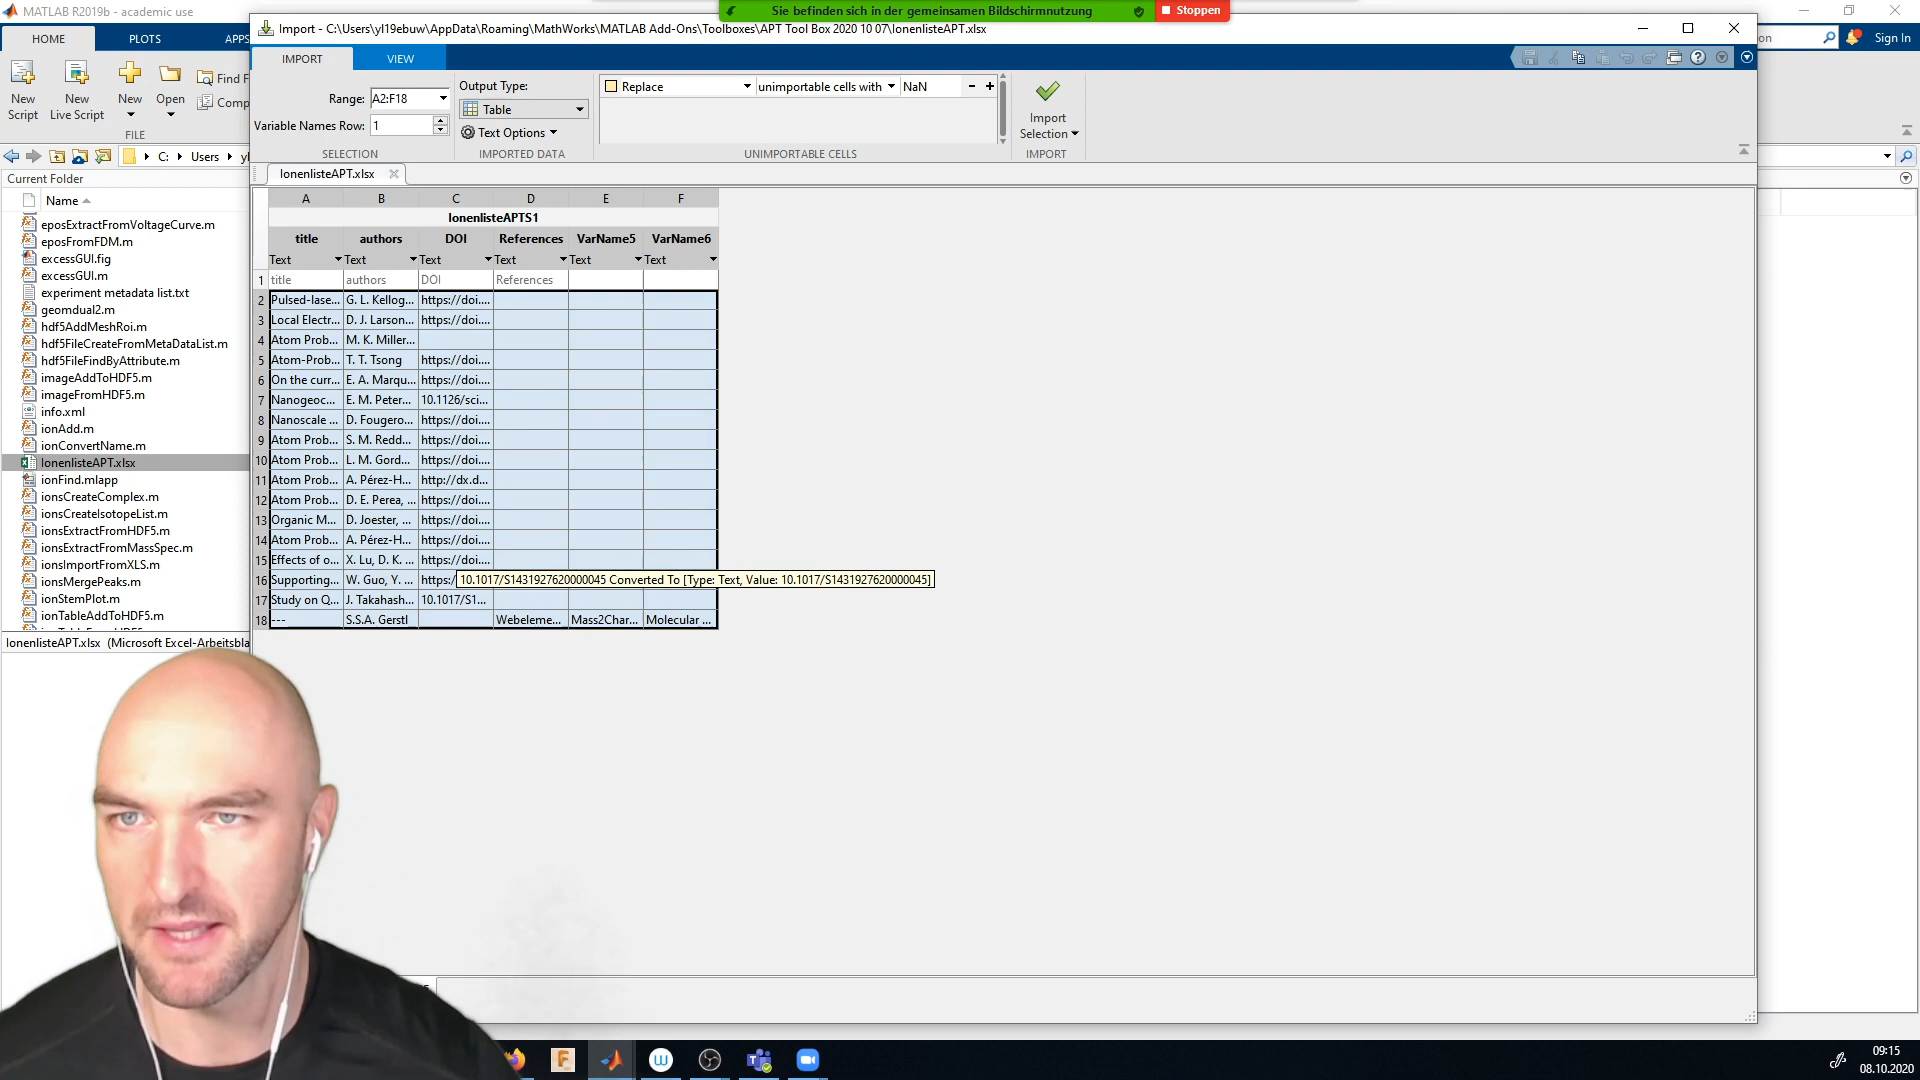 MATLAB R2019b - academic use
Sie befinden sich in der gemeinsamen Bildschirmnutzung
Stoppen
Import - C:\Users\yl19ebuw\AppData\Roaming\MathWorks\MATLAB Add-Ons\Toolboxes\APT Tool Box 2020 10 07\IonenlisteAPT.xlsx
HOME PLOTS APPS
IMPORT VIEW
Sign In
New Script
New Live Script
New
Open
Find F
Comp
FILE
Range: A2:F18
Variable Names Row: 1
SELECTION
Output Type:
Table
Text Options
IMPORTED DATA
Replace unimportable cells with NaN
UNIMPORTABLE CELLS
Import Selection
IMPORT
C: Users
Current Folder
Name
eposExtractFromVoltageCurve.m
eposFromFDM.m
excessGUI.fig
excessGUI.m
experiment metadata list.txt
geomdual2.m
hdf5AddMeshRoi.m
hdf5FileCreateFromMetaDataList.m
hdf5FileFindByAttribute.m
imageAddToHDF5.m
imageFromHDF5.m
info.xml
ionAdd.m
ionConvertName.m
IonenlisteAPT.xlsx
ionFind.mlapp
ionsCreateComplex.m
ionsCreateIsotopeList.m
ionsExtractFromHDF5.m
ionsExtractFromMassSpec.m
ionsImportFromXLS.m
ionsMergePeaks.m
ionStemPlot.m
ionTableAddToHDF5.m
IonenlisteAPT.xlsx (Microsoft Excel-Arbeitsbla
IonenlisteAPT.xlsx
A B C D E F
IonenlisteAPTS1
title authors DOI References VarName5 VarName6
Text Text Text Text Text Text
1 title authors DOI References
2 Pulsed-lase... G. L. Kellog... https://doi....
3 Local Electr... D. J. Larson... https://doi....
4 Atom Prob... M. K. Miller...
5 Atom-Prob... T. T. Tsong https://doi....
6 On the curr... E. A. Marqu... https://doi....
7 Nanogeoc... E. M. Peter... 10.1126/sci...
8 Nanoscale ... D. Fougero... https://doi....
9 Atom Prob... S. M. Redd... https://doi....
10 Atom Prob... L. M. Gord... https://doi....
11 Atom Prob... A. Pérez-H... http://dx.d...
12 Atom Prob... D. E. Perea, ... https://doi....
13 Organic M... D. Joester, ... https://doi....
14 Atom Prob... A. Pérez-H... https://doi....
15 Effects of o... X. Lu, D. K. ... https://doi....
16 Supporting... W. Guo, Y. ... https:/
10.1017/S1431927620000045 Converted To [Type: Text, Value: 10.1017/S1431927620000045]
17 Study on Q... J. Takahash... 10.1017/S1...
18 --- S.S.A. Gerstl Webeleme... Mass2Char... Molecular ...
09:15
08.10.2020